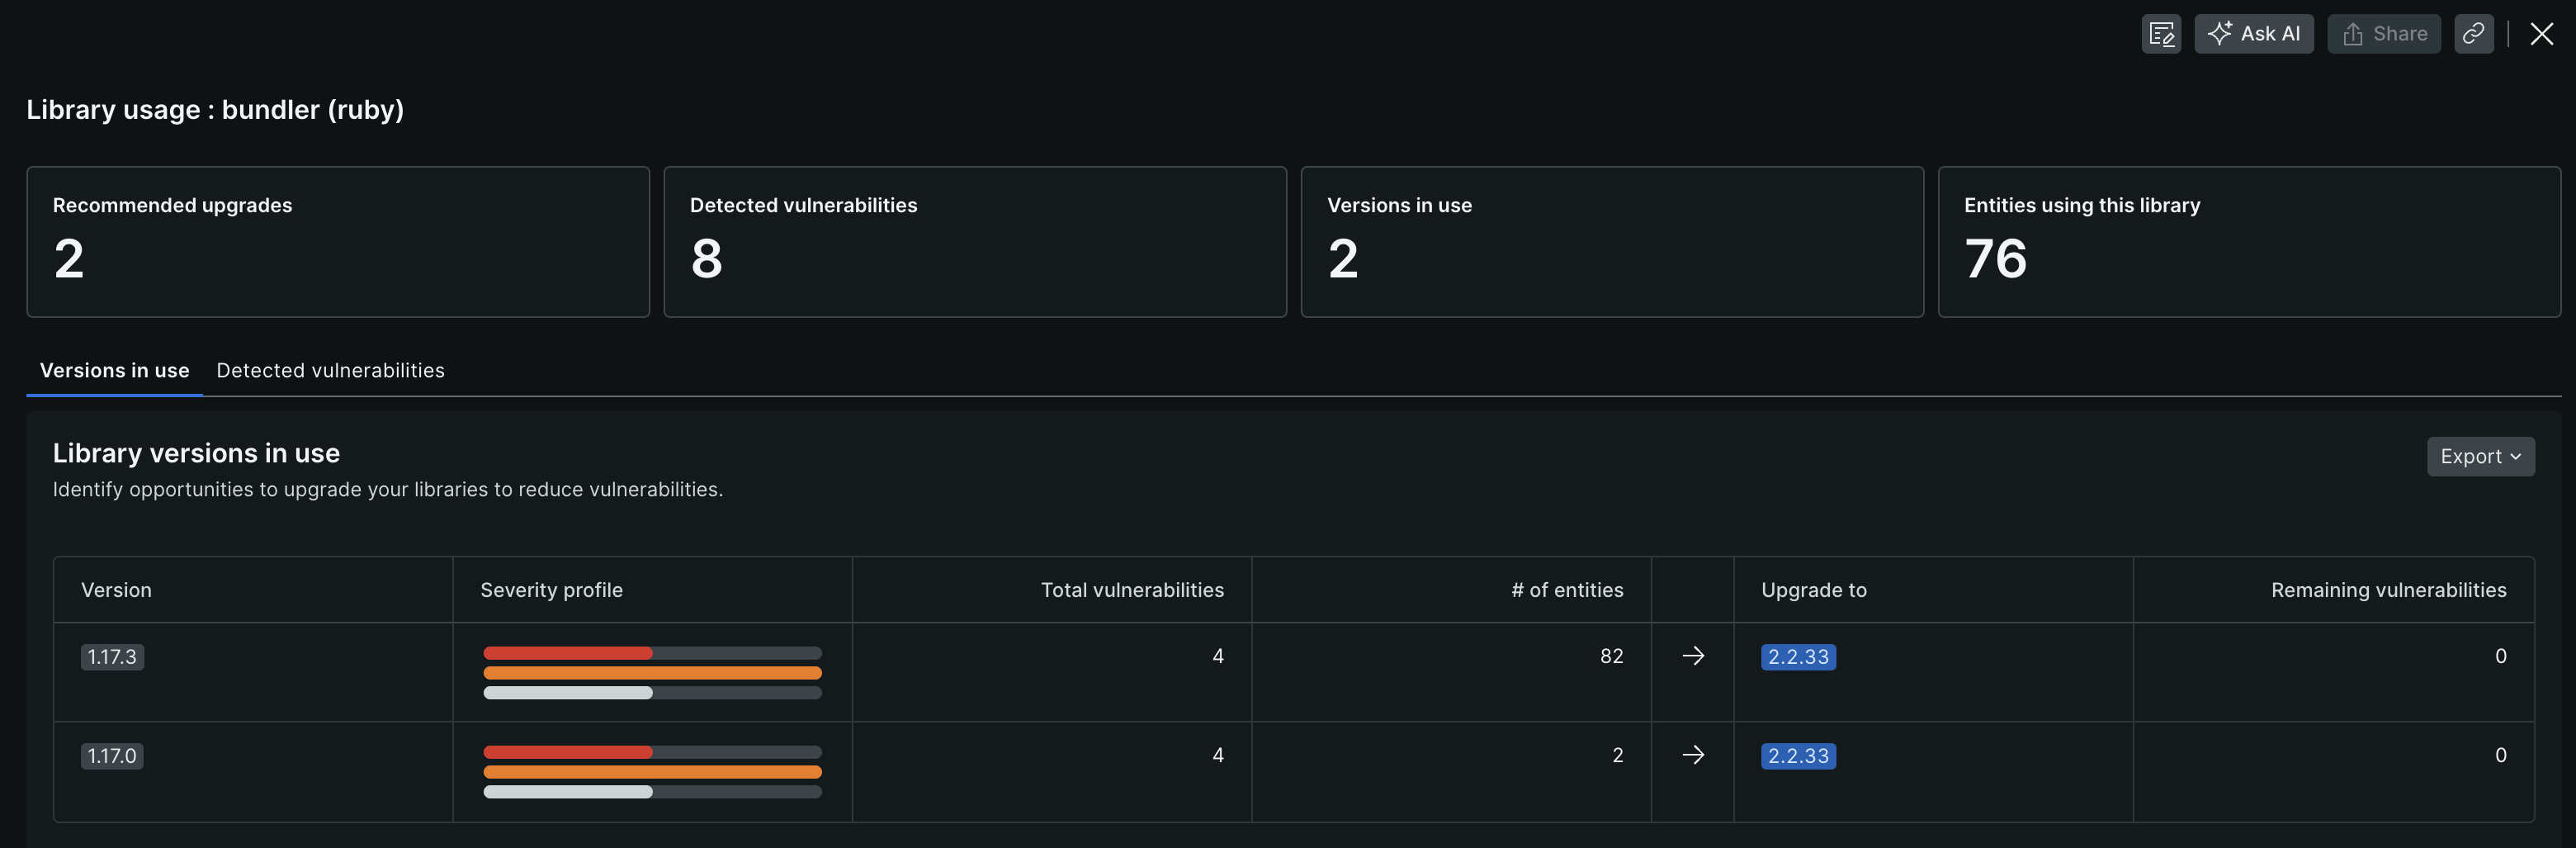 Ask AI
Share
Library usage : bundler (ruby)
Recommended upgrades
2
Detected vulnerabilities
8
Versions in use
2
Entities using this library
76
Versions in use
Detected vulnerabilities
Library versions in use
Export
Identify opportunities to upgrade your libraries to reduce vulnerabilities.
Version Severity profile Total vulnerabilities # of entities Upgrade to Remaining vulnerabilities
1.17.3 4 82 2.2.33 0
1.17.0 4 2 2.2.33 0